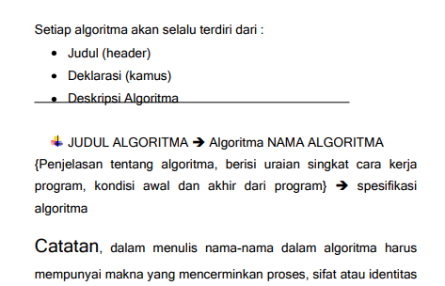 Setiap algoritma akan selalu terdiri dari :
• Judul (header)
• Deklarasi (kamus)
• Deskripsi Algoritma
JUDUL ALGORITMA ➔ Algoritma NAMA ALGORITMA
{Penjelasan tentang algoritma, berisi uraian singkat cara kerja
program, kondisi awal dan akhir dari program} ➔ spesifikasi
algoritma
Catatan, dalam menulis nama-nama dalam algoritma harus
mempunyai makna yang mencerminkan proses, sifat atau identitas